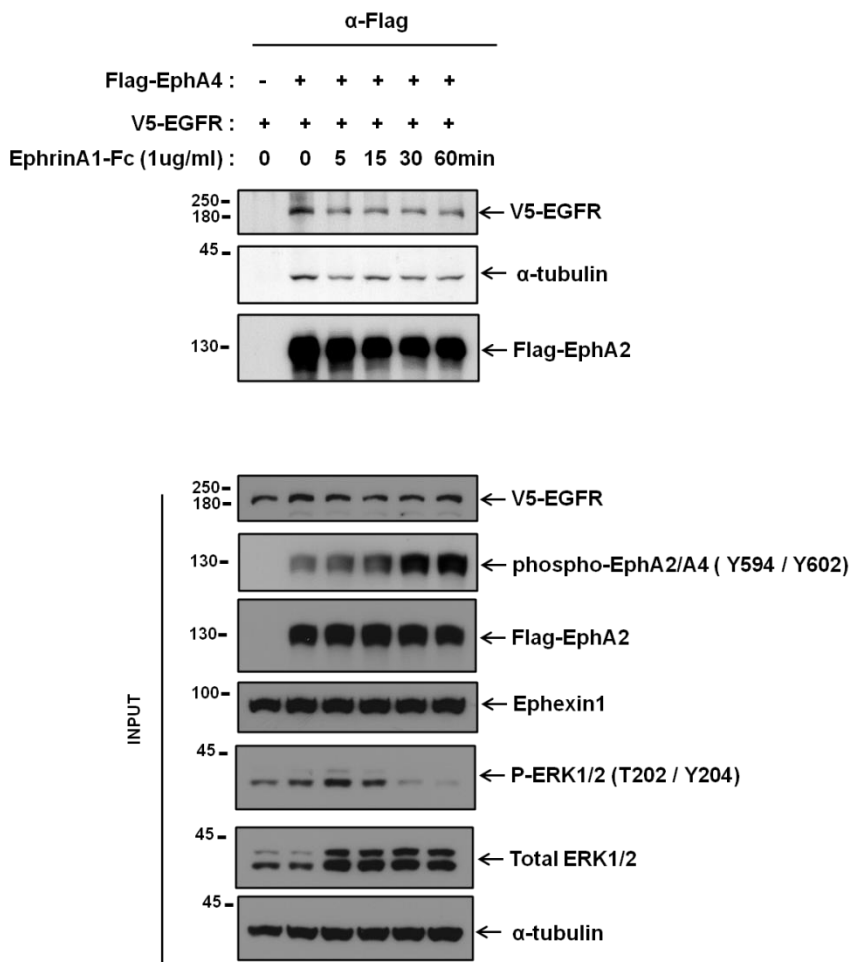 α-Flag
Flag-EphA4 : - + + + + +
V5-EGFR : + + + + + +
EphrinA1-Fc (1ug/ml) : 0 0 5 15 30 60min
250
180
V5-EGFR
45
α-tubulin
130
Flag-EphA2
INPUT
250
180
V5-EGFR
130
phospho-EphA2/A4 ( Y594 / Y602)
130
Flag-EphA2
100
Ephexin1
45
P-ERK1/2 (T202 / Y204)
45
Total ERK1/2
45
α-tubulin